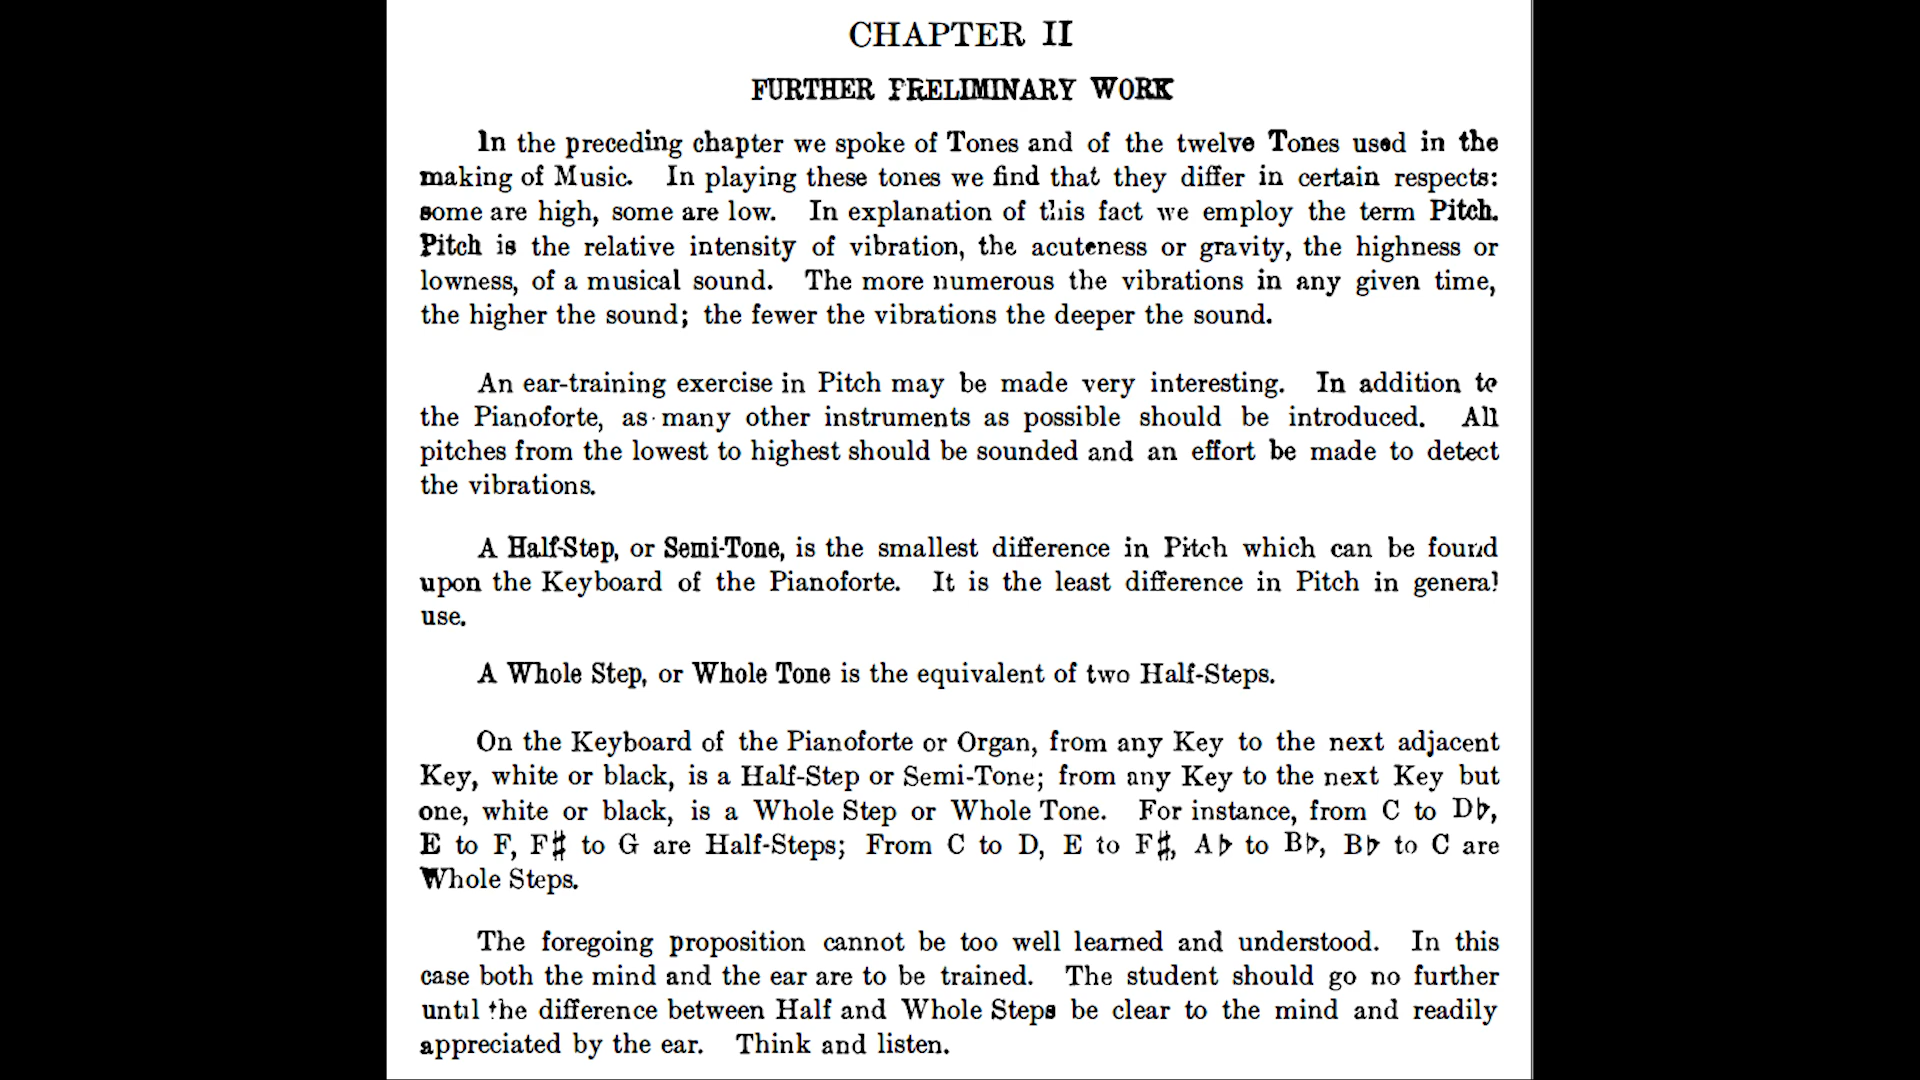 CHAPTER II
FURTHER PRELIMINARY WORK
In the preceding chapter we spoke of Tones and of the twelve Tones used in the
making of Music. In playing these tones we find that they differ in certain respects:
some are high, some are low. In explanation of this fact we employ the term Pitch.
Pitch is the relative intensity of vibration, the acuteness or gravity, the highness or
lowness, of a musical sound. The more numerous the vibrations in any given time,
the higher the sound; the fewer the vibrations the deeper the sound.
An ear-training exercise in Pitch may be made very interesting. In addition to
the Pianoforte, as many other instruments as possible should be introduced. All
pitches from the lowest to highest should be sounded and an effort be made to detect
the vibrations.
A Half-Step, or Semi-Tone, is the smallest difference in Pitch which can be found
upon the Keyboard of the Pianoforte. It is the least difference in Pitch in general
use.
A Whole Step, or Whole Tone is the equivalent of two Half-Steps.
On the Keyboard of the Pianoforte or Organ, from any Key to the next adjacent
Key, white or black, is a Half-Step or Semi-Tone; from any Key to the next Key but
one, white or black, is a Whole Step or Whole Tone. For instance, from C to D♭,
E to F, F♯ to G are Half-Steps; From C to D, E to F♯, A♭ to B♭, B♭ to C are
Whole Steps.
The foregoing proposition cannot be too well learned and understood. In this
case both the mind and the ear are to be trained. The student should go no further
until the difference between Half and Whole Steps be clear to the mind and readily
appreciated by the ear. Think and listen.